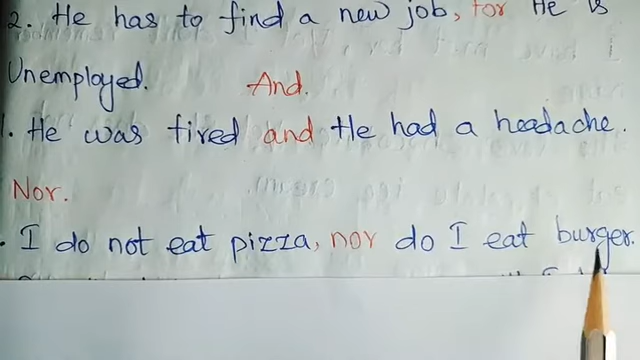 2. He has to find a new job, for He is
Unemployed.
And.
1. He was tired and He had a headache.
Nor.
. I do not eat pizza, nor do I eat burger.